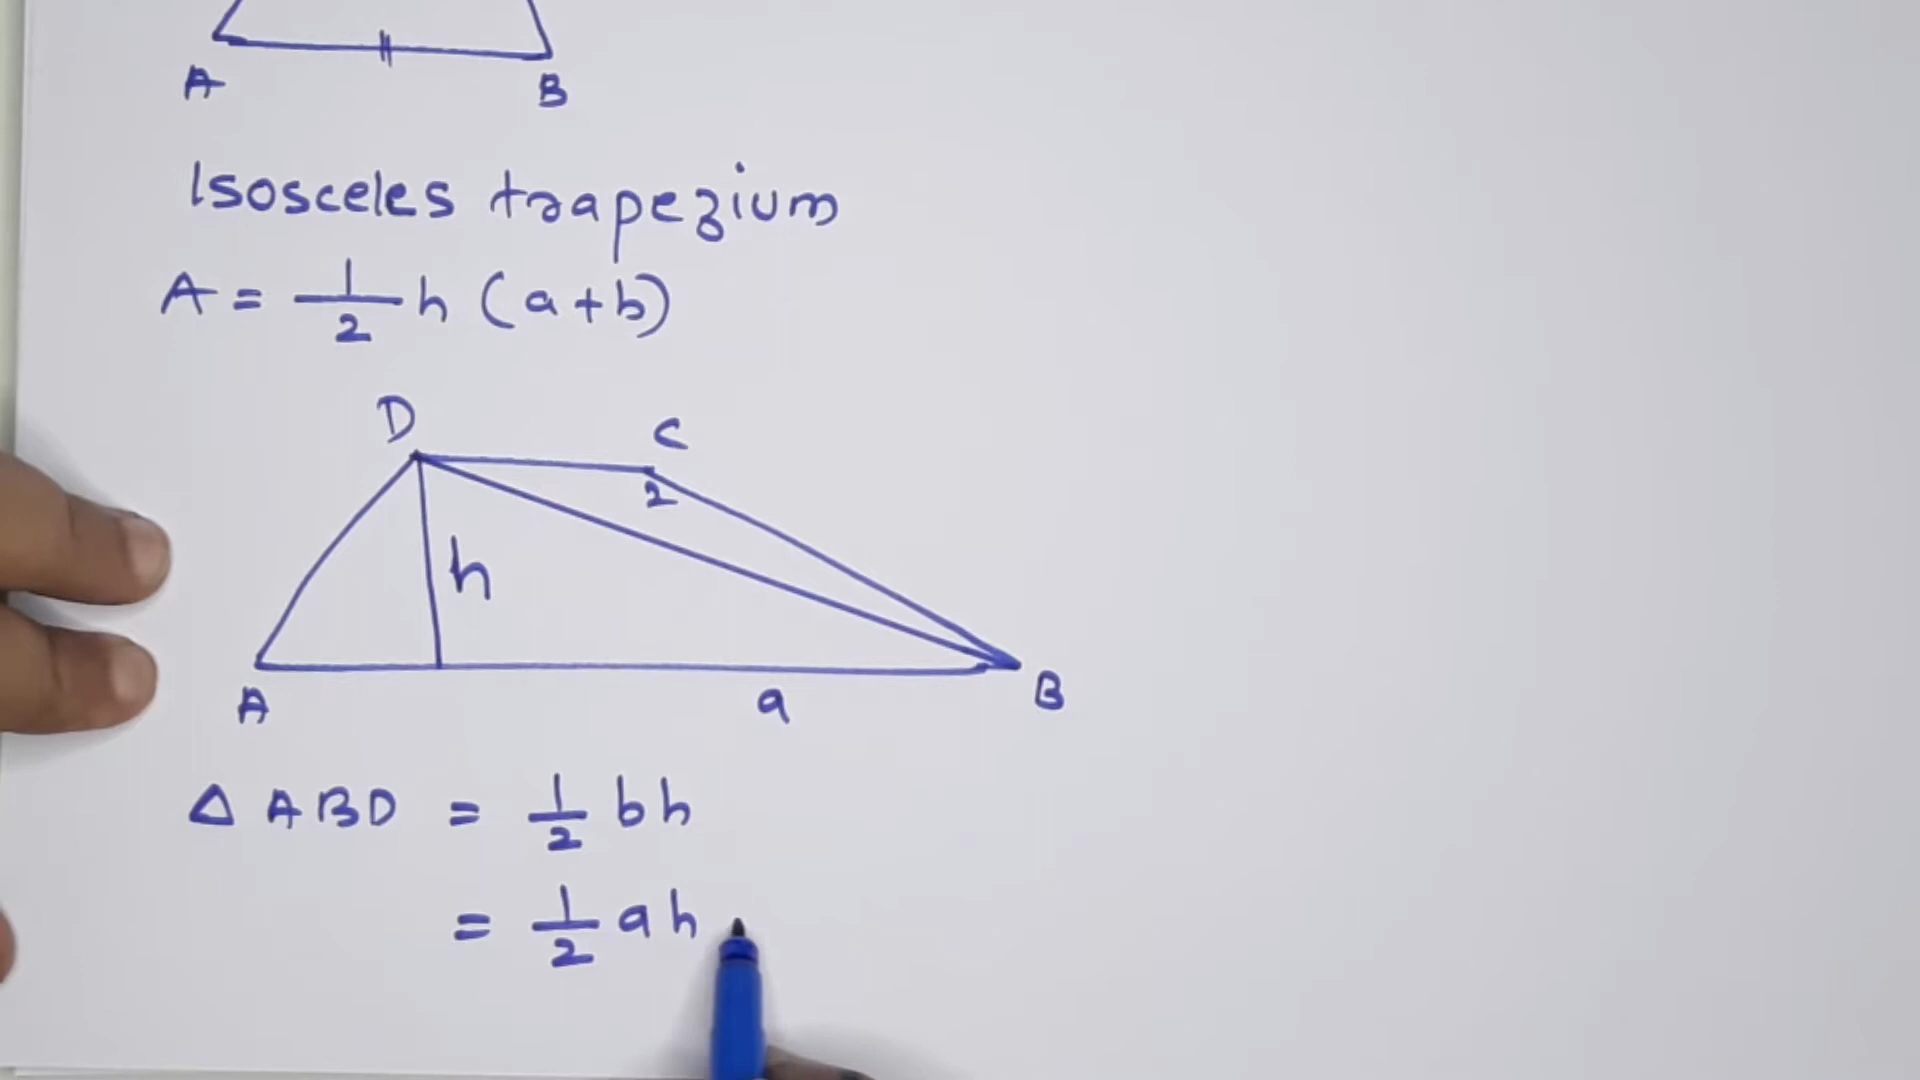 A B
Isosceles trapezium
A = 1/2 h (a+b)
D C
2
h
A a B
△ ABD = 1/2 bh
= 1/2 ah